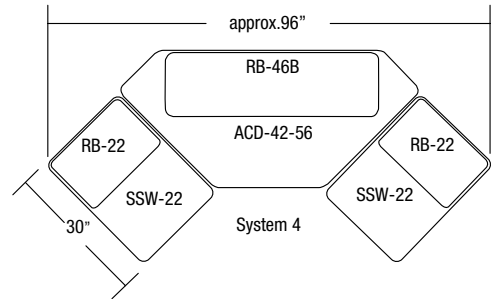 approx.96”
RB-46B
ACD-42-56
RB-22
RB-22
SSW-22
SSW-22
30”
System 4